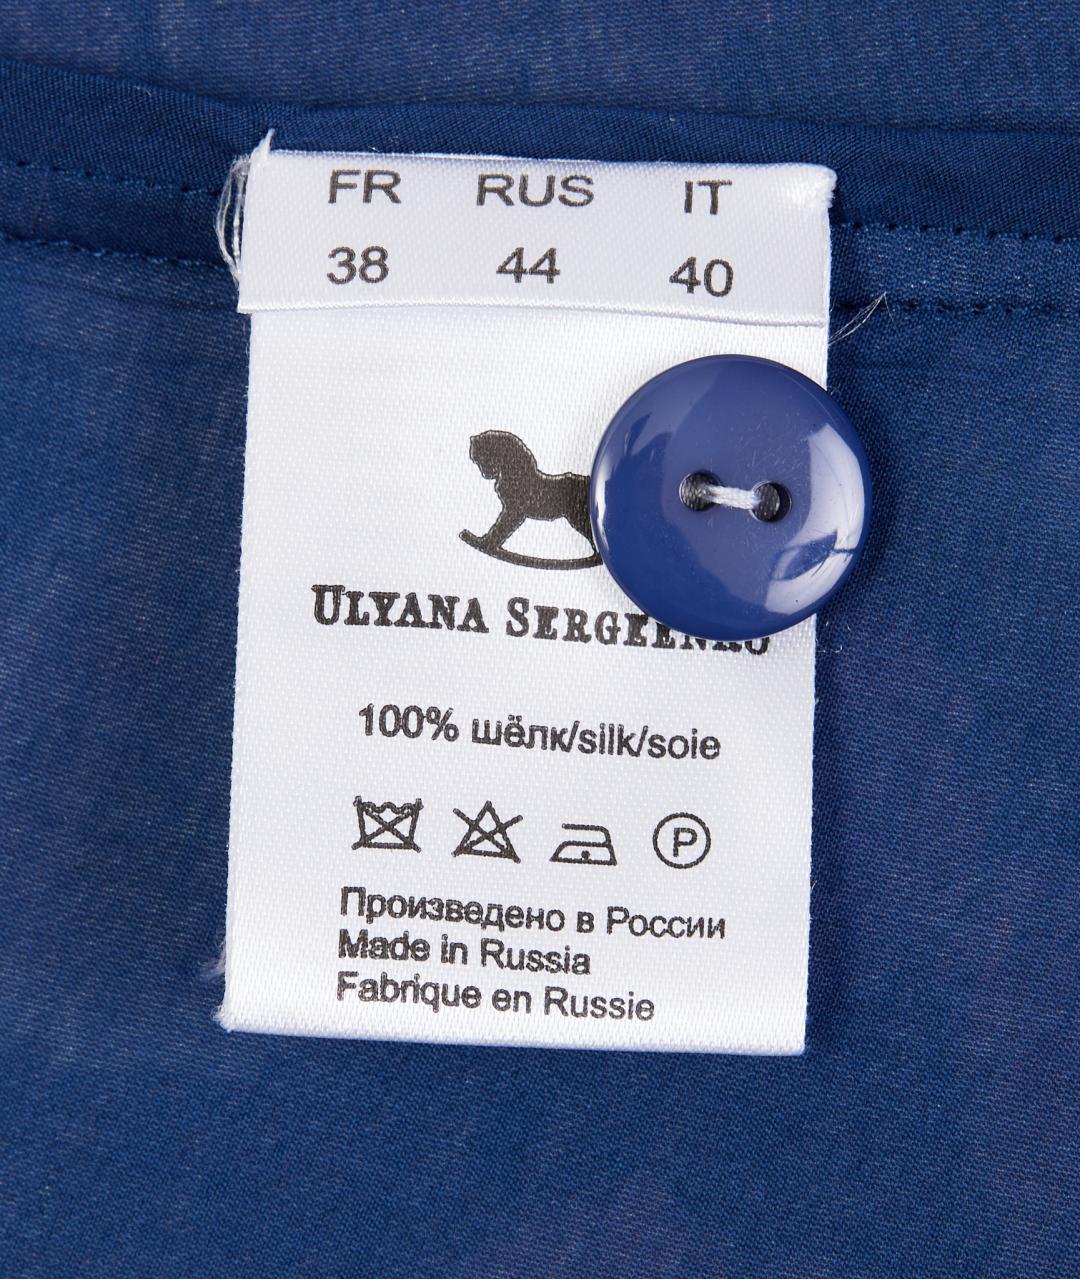 FR RUS IT
38 44 40
ULYANA SERGEENKO
100% шёлк/silk/soie
P
Произведено в России
Made in Russia
Fabrique en Russie